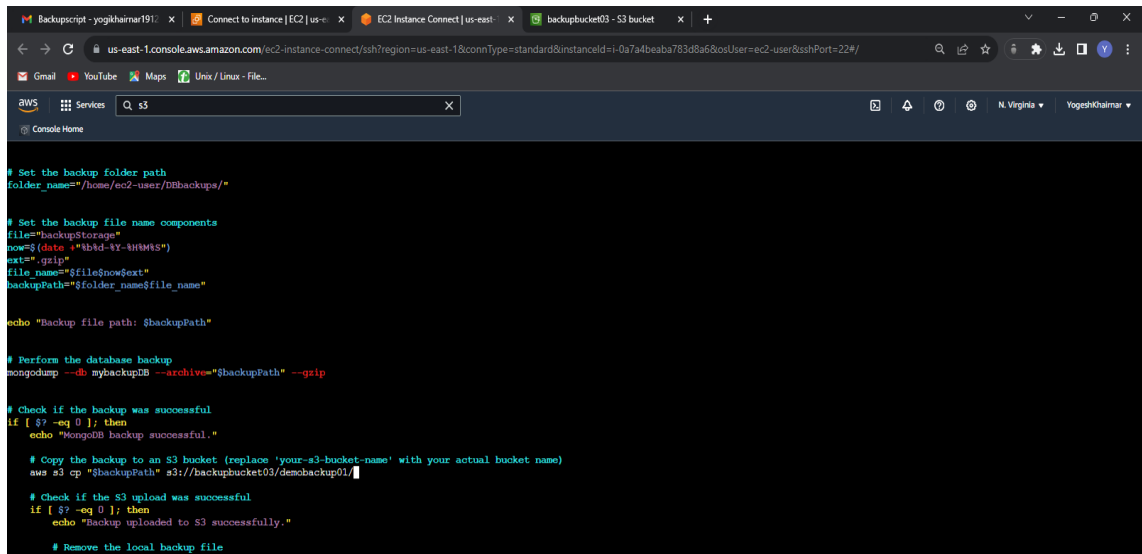 Backupscript - yogikhairnar1912
Connect to instance | EC2 | us-e
EC2 Instance Connect | us-east-1
backupbucket03 - S3 bucket
us-east-1.console.aws.amazon.com/ec2-instance-connect/ssh?region=us-east-1&connType=standard&instanceId=i-0a7a4beaba783d8a6&osUser=ec2-user&sshPort=22#/
Gmail YouTube Maps Unix / Linux - File...
aws Services s3 N. Virginia YogeshKhairnar
Console Home
# Set the backup folder path
folder_name="/home/ec2-user/DBbackups/"
# Set the backup file name components
file="backupStorage"
now=$(date +"%b%d-%Y-%H%M%S")
ext=".gzip"
file_name="$file$now$ext"
backupPath="$folder_name$file_name"
echo "Backup file path: $backupPath"
# Perform the database backup
mongodump --db mybackupDB --archive="$backupPath" --gzip
# Check if the backup was successful
if [ $? -eq 0 ]; then
    echo "MongoDB backup successful."
    # Copy the backup to an S3 bucket (replace 'your-s3-bucket-name' with your actual bucket name)
    aws s3 cp "$backupPath" s3://backupbucket03/demobackup01/
    # Check if the S3 upload was successful
    if [ $? -eq 0 ]; then
        echo "Backup uploaded to S3 successfully."
        # Remove the local backup file